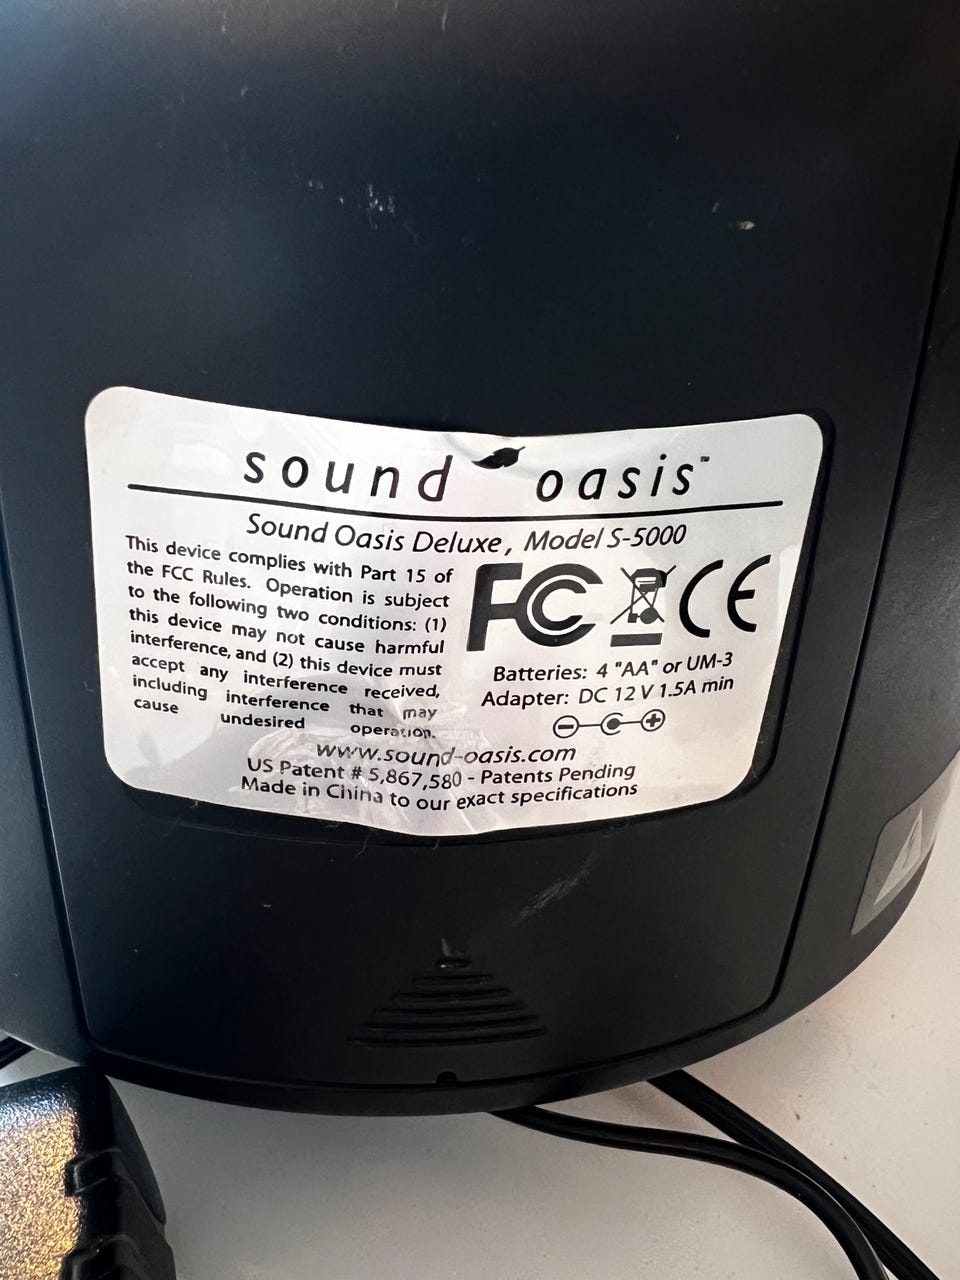 sound oasis™
Sound Oasis Deluxe, Model S-5000
This device complies with Part 15 of
the FCC Rules. Operation is subject
to the following two conditions: (1)
this device may not cause harmful
interference, and (2) this device must
accept any interference received,
including interference that may
cause undesired operation.
FC CE
Batteries: 4 "AA" or UM-3
Adapter: DC 12 V 1.5A min
www.sound-oasis.com
US Patent # 5,867,580 - Patents Pending
Made in China to our exact specifications